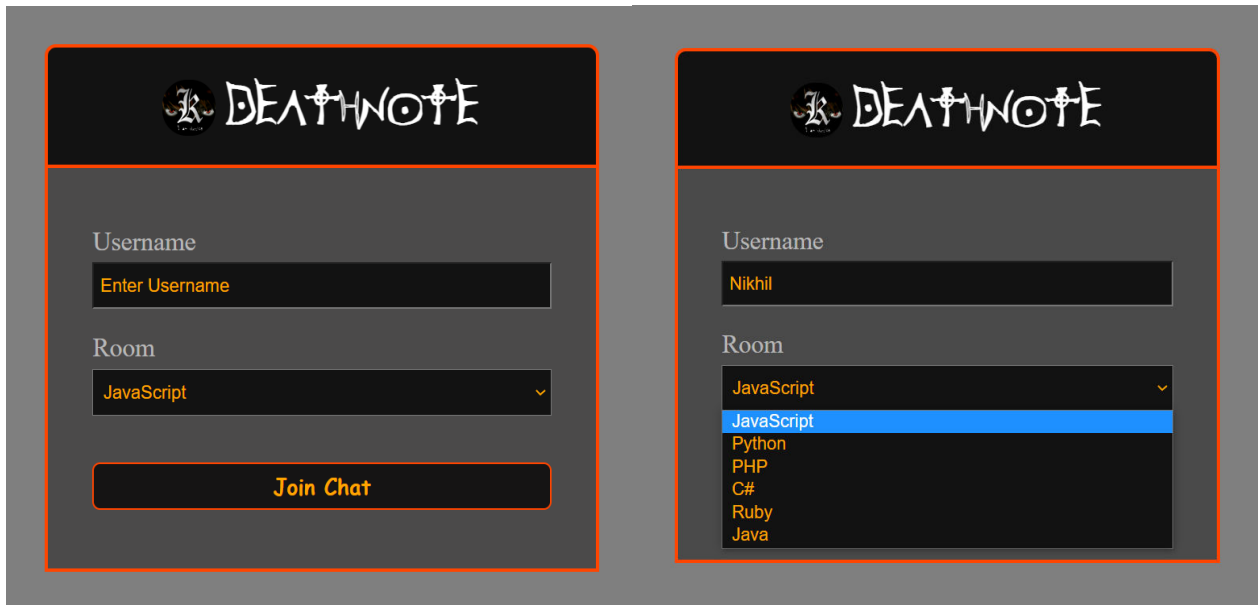 DEATHNOTE
Username
Enter Username
Room
JavaScript
Join Chat
DEATHNOTE
Username
Nikhil
Room
JavaScript
JavaScript
Python
PHP
C#
Ruby
Java